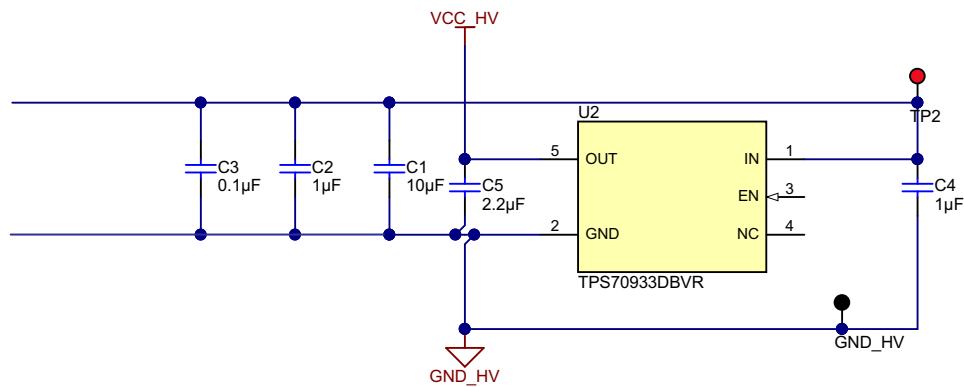 VCC_HV
U2
TP2
5 OUT IN 1
C3
0.1µF
C2
1µF
C1
10µF
C5
2.2µF
EN 3
C4
1µF
2 GND NC 4
TPS70933DBVR
GND_HV
GND_HV